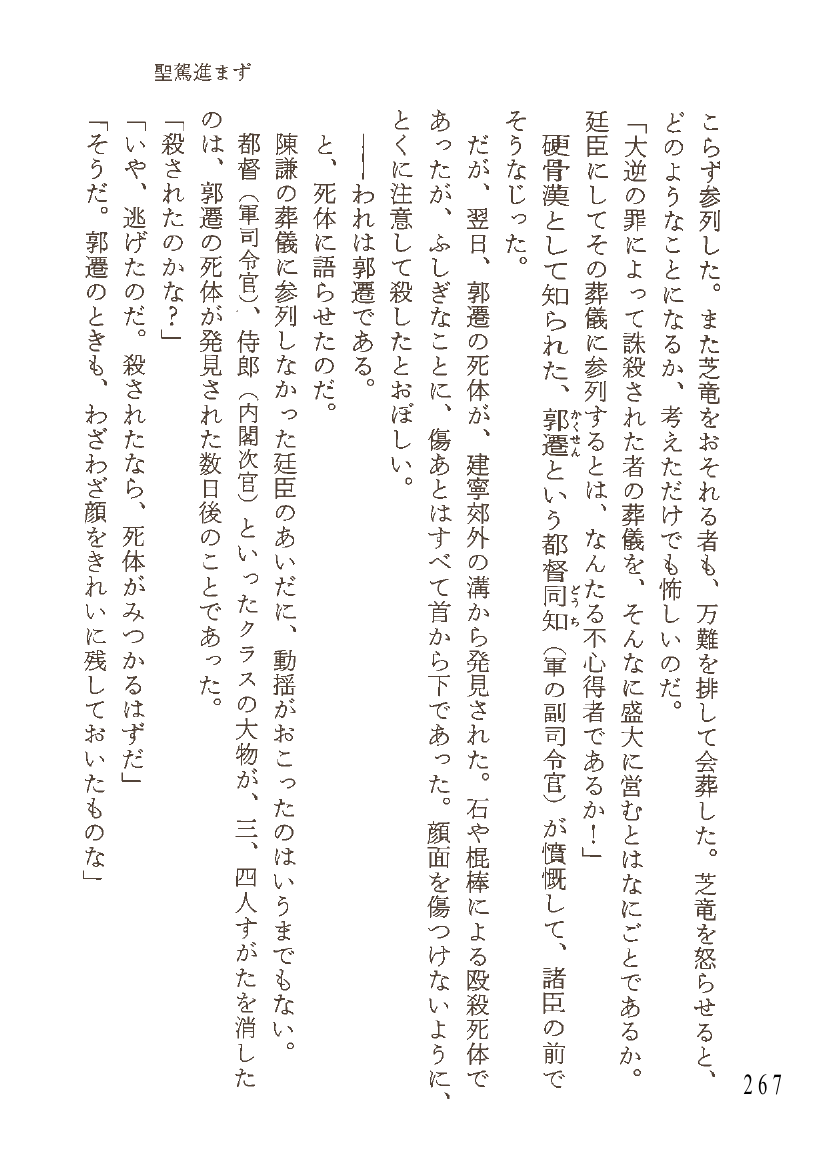 聖駕進まず
こらず参列した。また芝竜をおそれる者も、万難を排して会葬した。芝竜を怒らせると、
どのようなことになるか、考えただけでも怖しいのだ。
「大逆の罪によって誅殺された者の葬儀を、そんなに盛大に営むとはなにごとであるか。
廷臣にしてその葬儀に参列するとは、なんたる不心得者であるか！」
硬骨漢として知られた、郭遷かくせんという都督同知どうち（軍の副司令官）が憤慨して、諸臣の前で
そうなじった。
だが、翌日、郭遷の死体が、建寧郊外の溝から発見された。石や棍棒による殴殺死体で
あったが、ふしぎなことに、傷あとはすべて首から下であった。顔面を傷つけないように、
とくに注意して殺したとおぼしい。
――われは郭遷である。
と、死体に語らせたのだ。
陳謙の葬儀に参列しなかった廷臣のあいだに、動揺がおこったのはいうまでもない。
都督（軍司令官）、侍郎（内閣次官）といったクラスの大物が、三、四人すがたを消した
のは、郭遷の死体が発見された数日後のことであった。
「殺されたのかな？」
「いや、逃げたのだ。殺されたなら、死体がみつかるはずだ」
「そうだ。郭遷のときも、わざわざ顔をきれいに残しておいたものな」
267